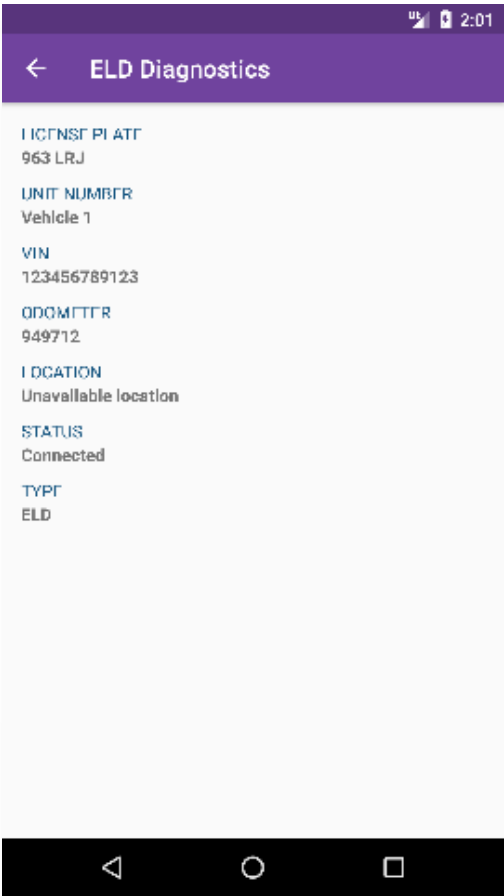 2:01
ELD Diagnostics
LICENSE PLATE
963 LRJ
UNIT NUMBER
Vehicle 1
VIN
123456789123
ODOMETER
949712
LOCATION
Unavailable location
STATUS
Connected
TYPE
ELD